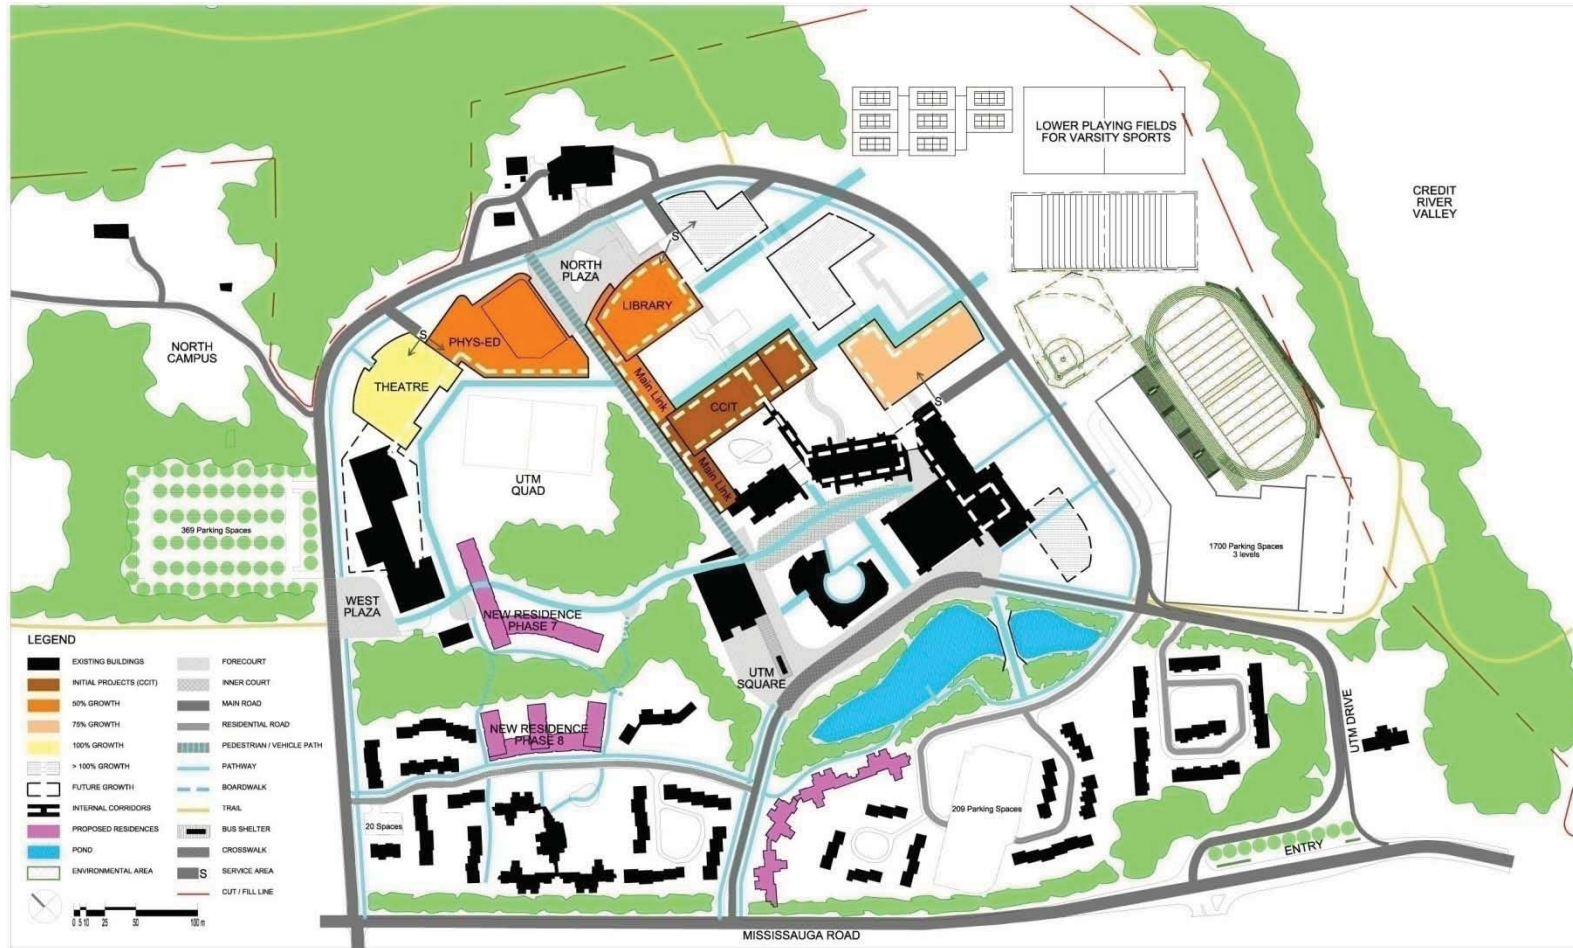 LOWER PLAYING FIELDS
FOR VARSITY SPORTS
CREDIT
RIVER
VALLEY
S
NORTH
PLAZA
LIBRARY
NORTH
CAMPUS
S
PHYS-ED
THEATRE
Main Link
CCIT
S
Main Link
UTM
QUAD
369 Parking Spaces
1700 Parking Spaces
3 levels
WEST
PLAZA
NEW RESIDENCE
PHASE 7
UTM
SQUARE
NEW RESIDENCE
PHASE 8
UTM DRIVE
20 Spaces
209 Parking Spaces
ENTRY
MISSISSAUGA ROAD
LEGEND
EXISTING BUILDINGS
INITIAL PROJECTS (CCIT)
50% GROWTH
75% GROWTH
100% GROWTH
> 100% GROWTH
FUTURE GROWTH
INTERNAL CORRIDORS
PROPOSED RESIDENCES
POND
ENVIRONMENTAL AREA
FORECOURT
INNER COURT
MAIN ROAD
RESIDENTIAL ROAD
PEDESTRIAN / VEHICLE PATH
PATHWAY
BOARDWALK
TRAIL
BUS SHELTER
CROSSWALK
S SERVICE AREA
CUT / FILL LINE
0 5 10 25 50 100 m